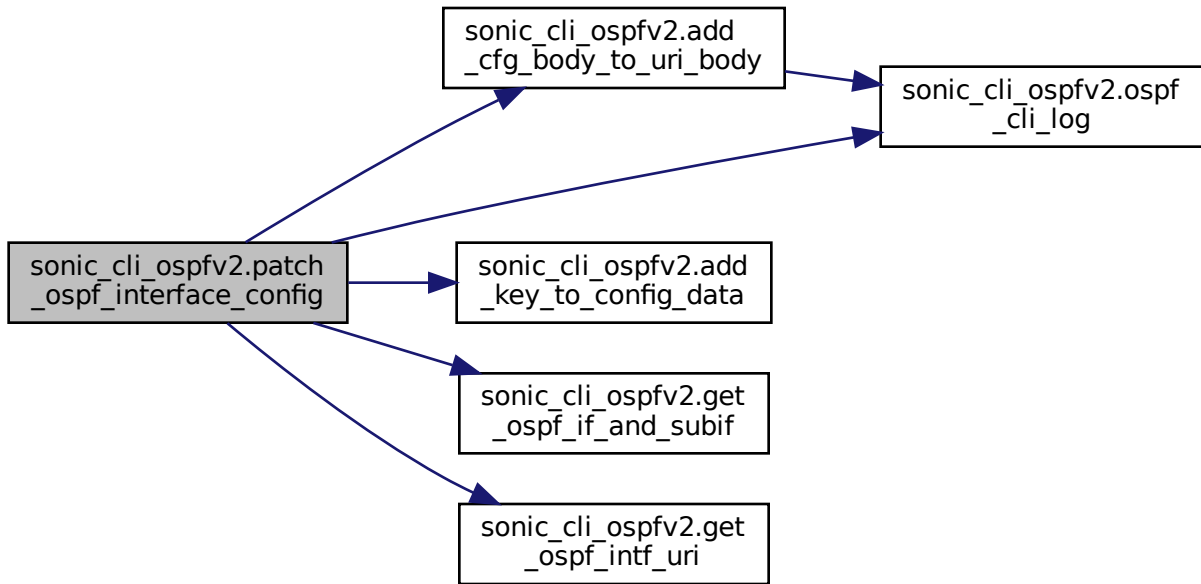 sonic_cli_ospfv2.add
_cfg_body_to_uri_body
sonic_cli_ospfv2.ospf
_cli_log
sonic_cli_ospfv2.patch
_ospf_interface_config
sonic_cli_ospfv2.add
_key_to_config_data
sonic_cli_ospfv2.get
_ospf_if_and_subif
sonic_cli_ospfv2.get
_ospf_intf_uri